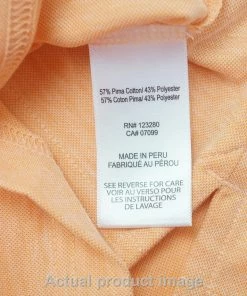 57% Pima Cotton/ 43% Polyester
57% Coton Pima/ 43% Polyester
RN# 123280
CA# 07099
MADE IN PERU
FABRIQUÉ AU PÉROU
SEE REVERSE FOR CARE
VOIR AU VERSO POUR
LES INSTRUCTIONS
DE LAVAGE
Actual product image